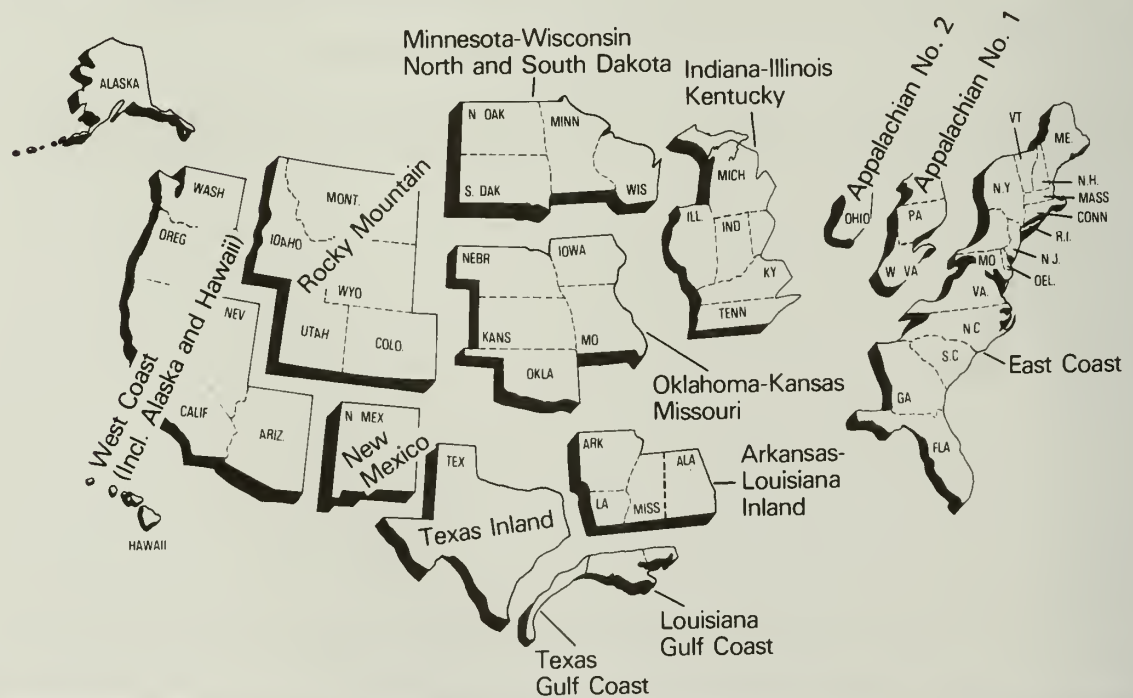 Minnesota-Wisconsin
North and South Dakota
Indiana-Illinois
Kentucky
Appalachian No. 2
Appalachian No. 1
ALASKA
WASH
OREG
NEV
CALIF
ARIZ.
West Coast
(Incl. Alaska and Hawaii)
HAWAII
MONT.
IOAHO
WYO
UTAH
COLO.
Rocky Mountain
N OAK
MINN
S. DAK
WIS
MICH
ILL.
IND
KY
TENN
OHIO
PA
W VA
VT
ME.
N.Y
N.H.
MASS
CONN
R.I.
N J.
OEL.
MO
VA.
N C
S.C
GA
FLA
East Coast
NEBR
IOWA
KANS
MO
OKLA
Oklahoma-Kansas
Missouri
N MEX
New
Mexico
TEX
Texas Inland
ARK
ALA
LA
MISS
Arkansas-
Louisiana
Inland
Louisiana
Gulf Coast
Texas
Gulf Coast